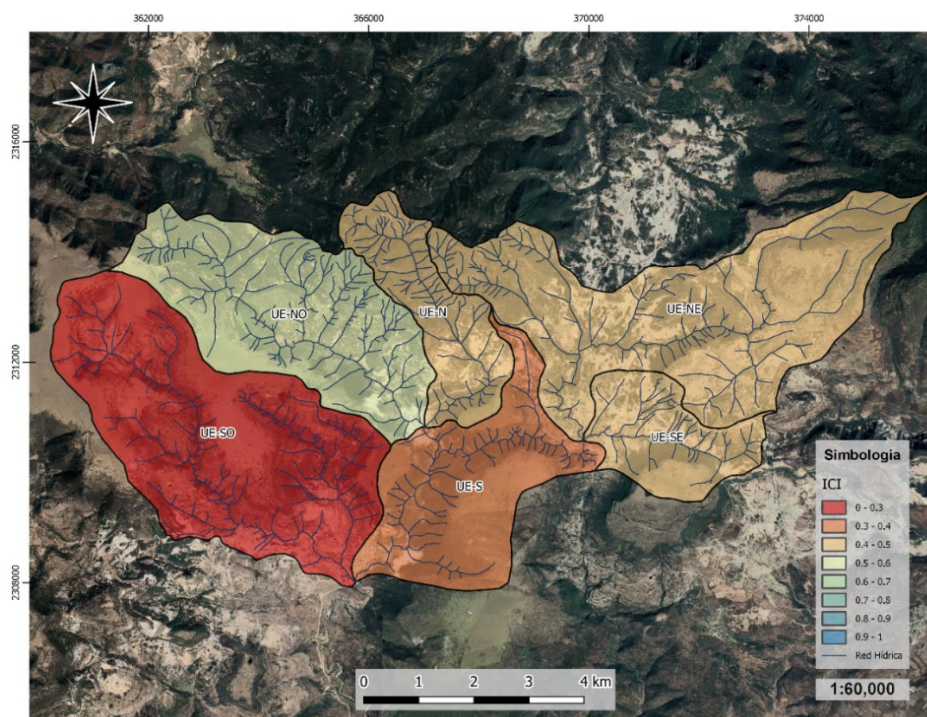 362000
366000
370000
374000
2316000
2312000
2308000
UE-NO
UE-N
UE-NE
UE-SO
UE-S
UE-SE
Simbología
ICI
0 - 0.3
0.3 - 0.4
0.4 - 0.5
0.5 - 0.6
0.6 - 0.7
0.7 - 0.8
0.8 - 0.9
0.9 - 1
Red Hídrica
1:60,000
0 1 2 3 4 km